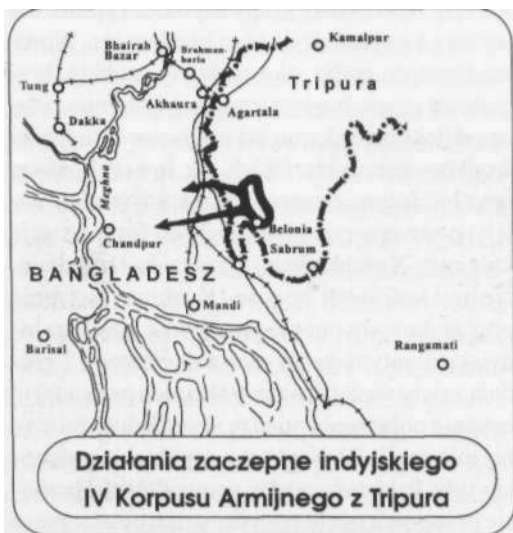 Bhairab
Bazar
Brahman
baria
Kamalpur
Tung
Tripura
Akhaura
Agartala
Dakka
Meghna
Chandpur
Belonia
Sabrum
BANGLADESZ
Mandi
Barisal
Rangamati
Działania zaczepne indyjskiego
IV Korpusu Armijnego z Tripura